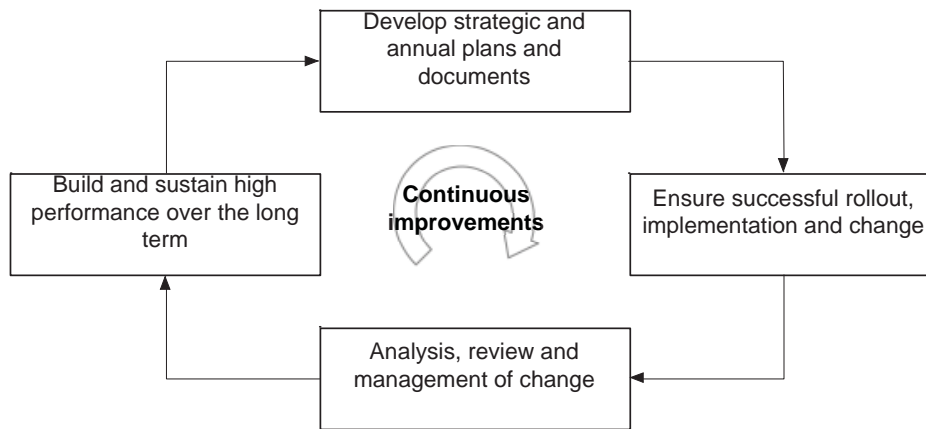 Develop strategic and
annual plans and
documents
Build and sustain high
performance over the long
term
Continuous
improvements
Ensure successful rollout,
implementation and change
Analysis, review and
management of change